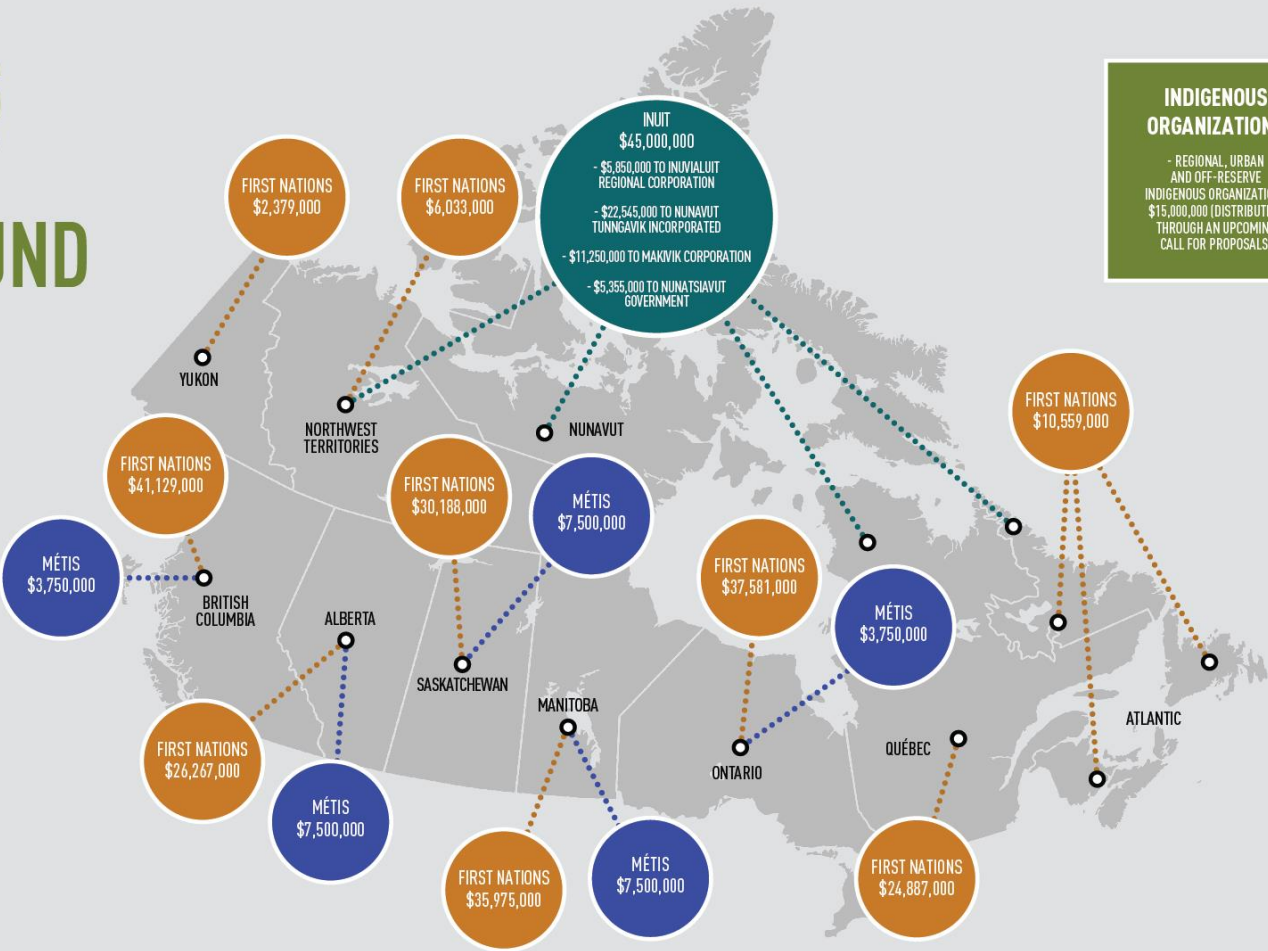 UND
INUIT
$45,000,000
- $5,850,000 TO INUVIALUIT
REGIONAL CORPORATION
- $22,545,000 TO NUNAVUT
TUNNGAVIK INCORPORATED
- $11,250,000 TO MAKIVIK CORPORATION
- $5,355,000 TO NUNATSIAVUT
GOVERNMENT
INDIGENOUS
ORGANIZATION
- REGIONAL, URBAN
AND OFF-RESERVE
INDIGENOUS ORGANIZATI
$15,000,000 (DISTRIBUT
THROUGH AN UPCOMIN
CALL FOR PROPOSALS
FIRST NATIONS
$2,379,000
FIRST NATIONS
$6,033,000
YUKON
NORTHWEST
TERRITORIES
NUNAVUT
FIRST NATIONS
$10,559,000
FIRST NATIONS
$41,129,000
FIRST NATIONS
$30,188,000
MÉTIS
$7,500,000
MÉTIS
$3,750,000
BRITISH
COLUMBIA
ALBERTA
SASKATCHEWAN
FIRST NATIONS
$37,581,000
MÉTIS
$3,750,000
MANITOBA
ONTARIO
QUÉBEC
ATLANTIC
FIRST NATIONS
$26,267,000
MÉTIS
$7,500,000
FIRST NATIONS
$35,975,000
MÉTIS
$7,500,000
FIRST NATIONS
$24,887,000